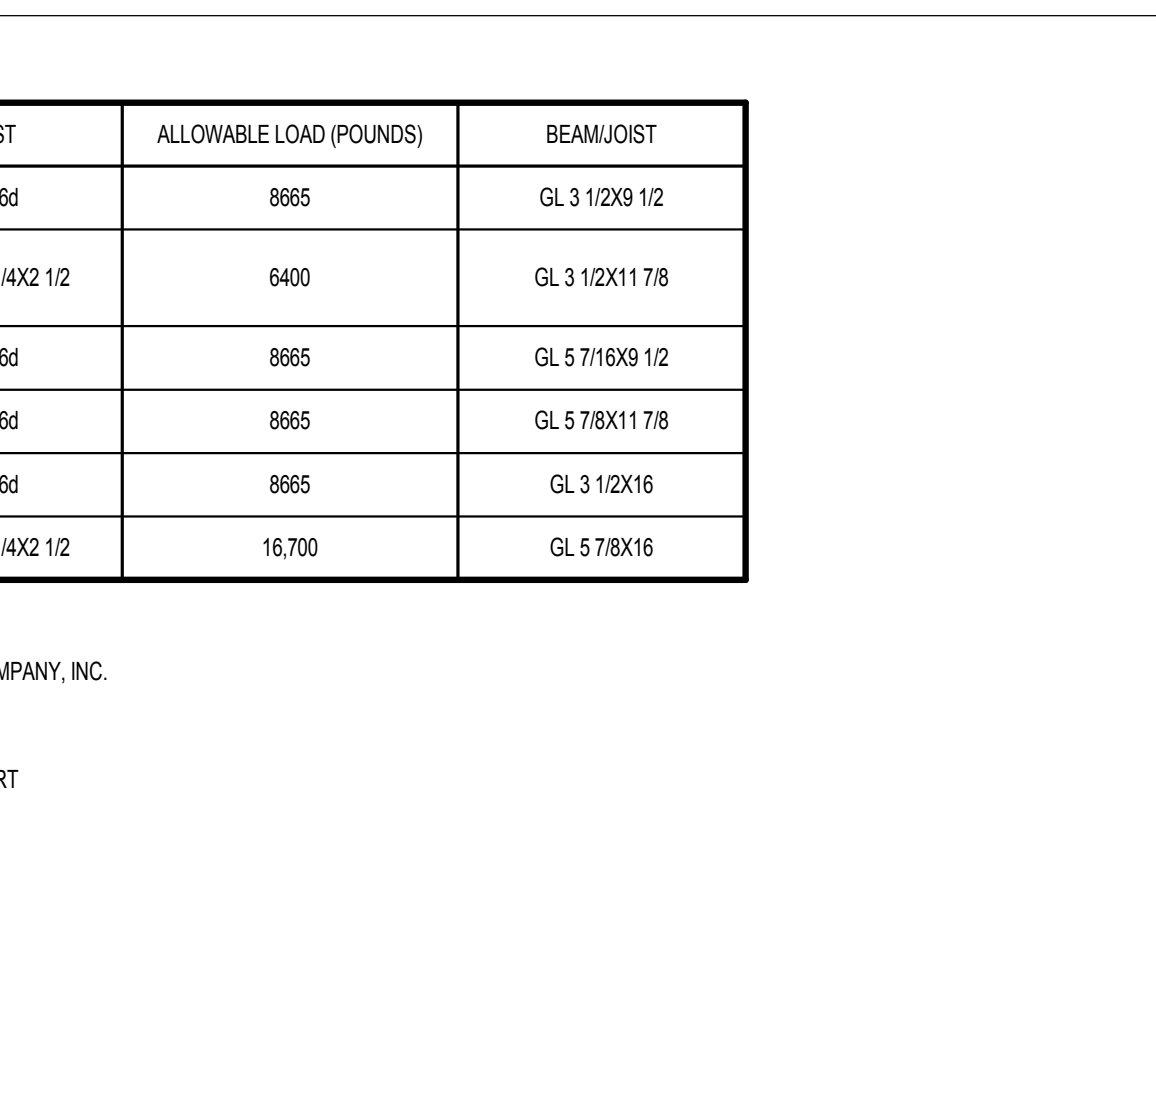 ST ALLOWABLE LOAD (POUNDS) BEAM/JOIST
6d 8665 GL 3 1/2X9 1/2
/4X2 1/2 6400 GL 3 1/2X11 7/8
6d 8665 GL 5 7/16X9 1/2
6d 8665 GL 5 7/8X11 7/8
6d 8665 GL 3 1/2X16
/4X2 1/2 16,700 GL 5 7/8X16
MPANY, INC.
RT